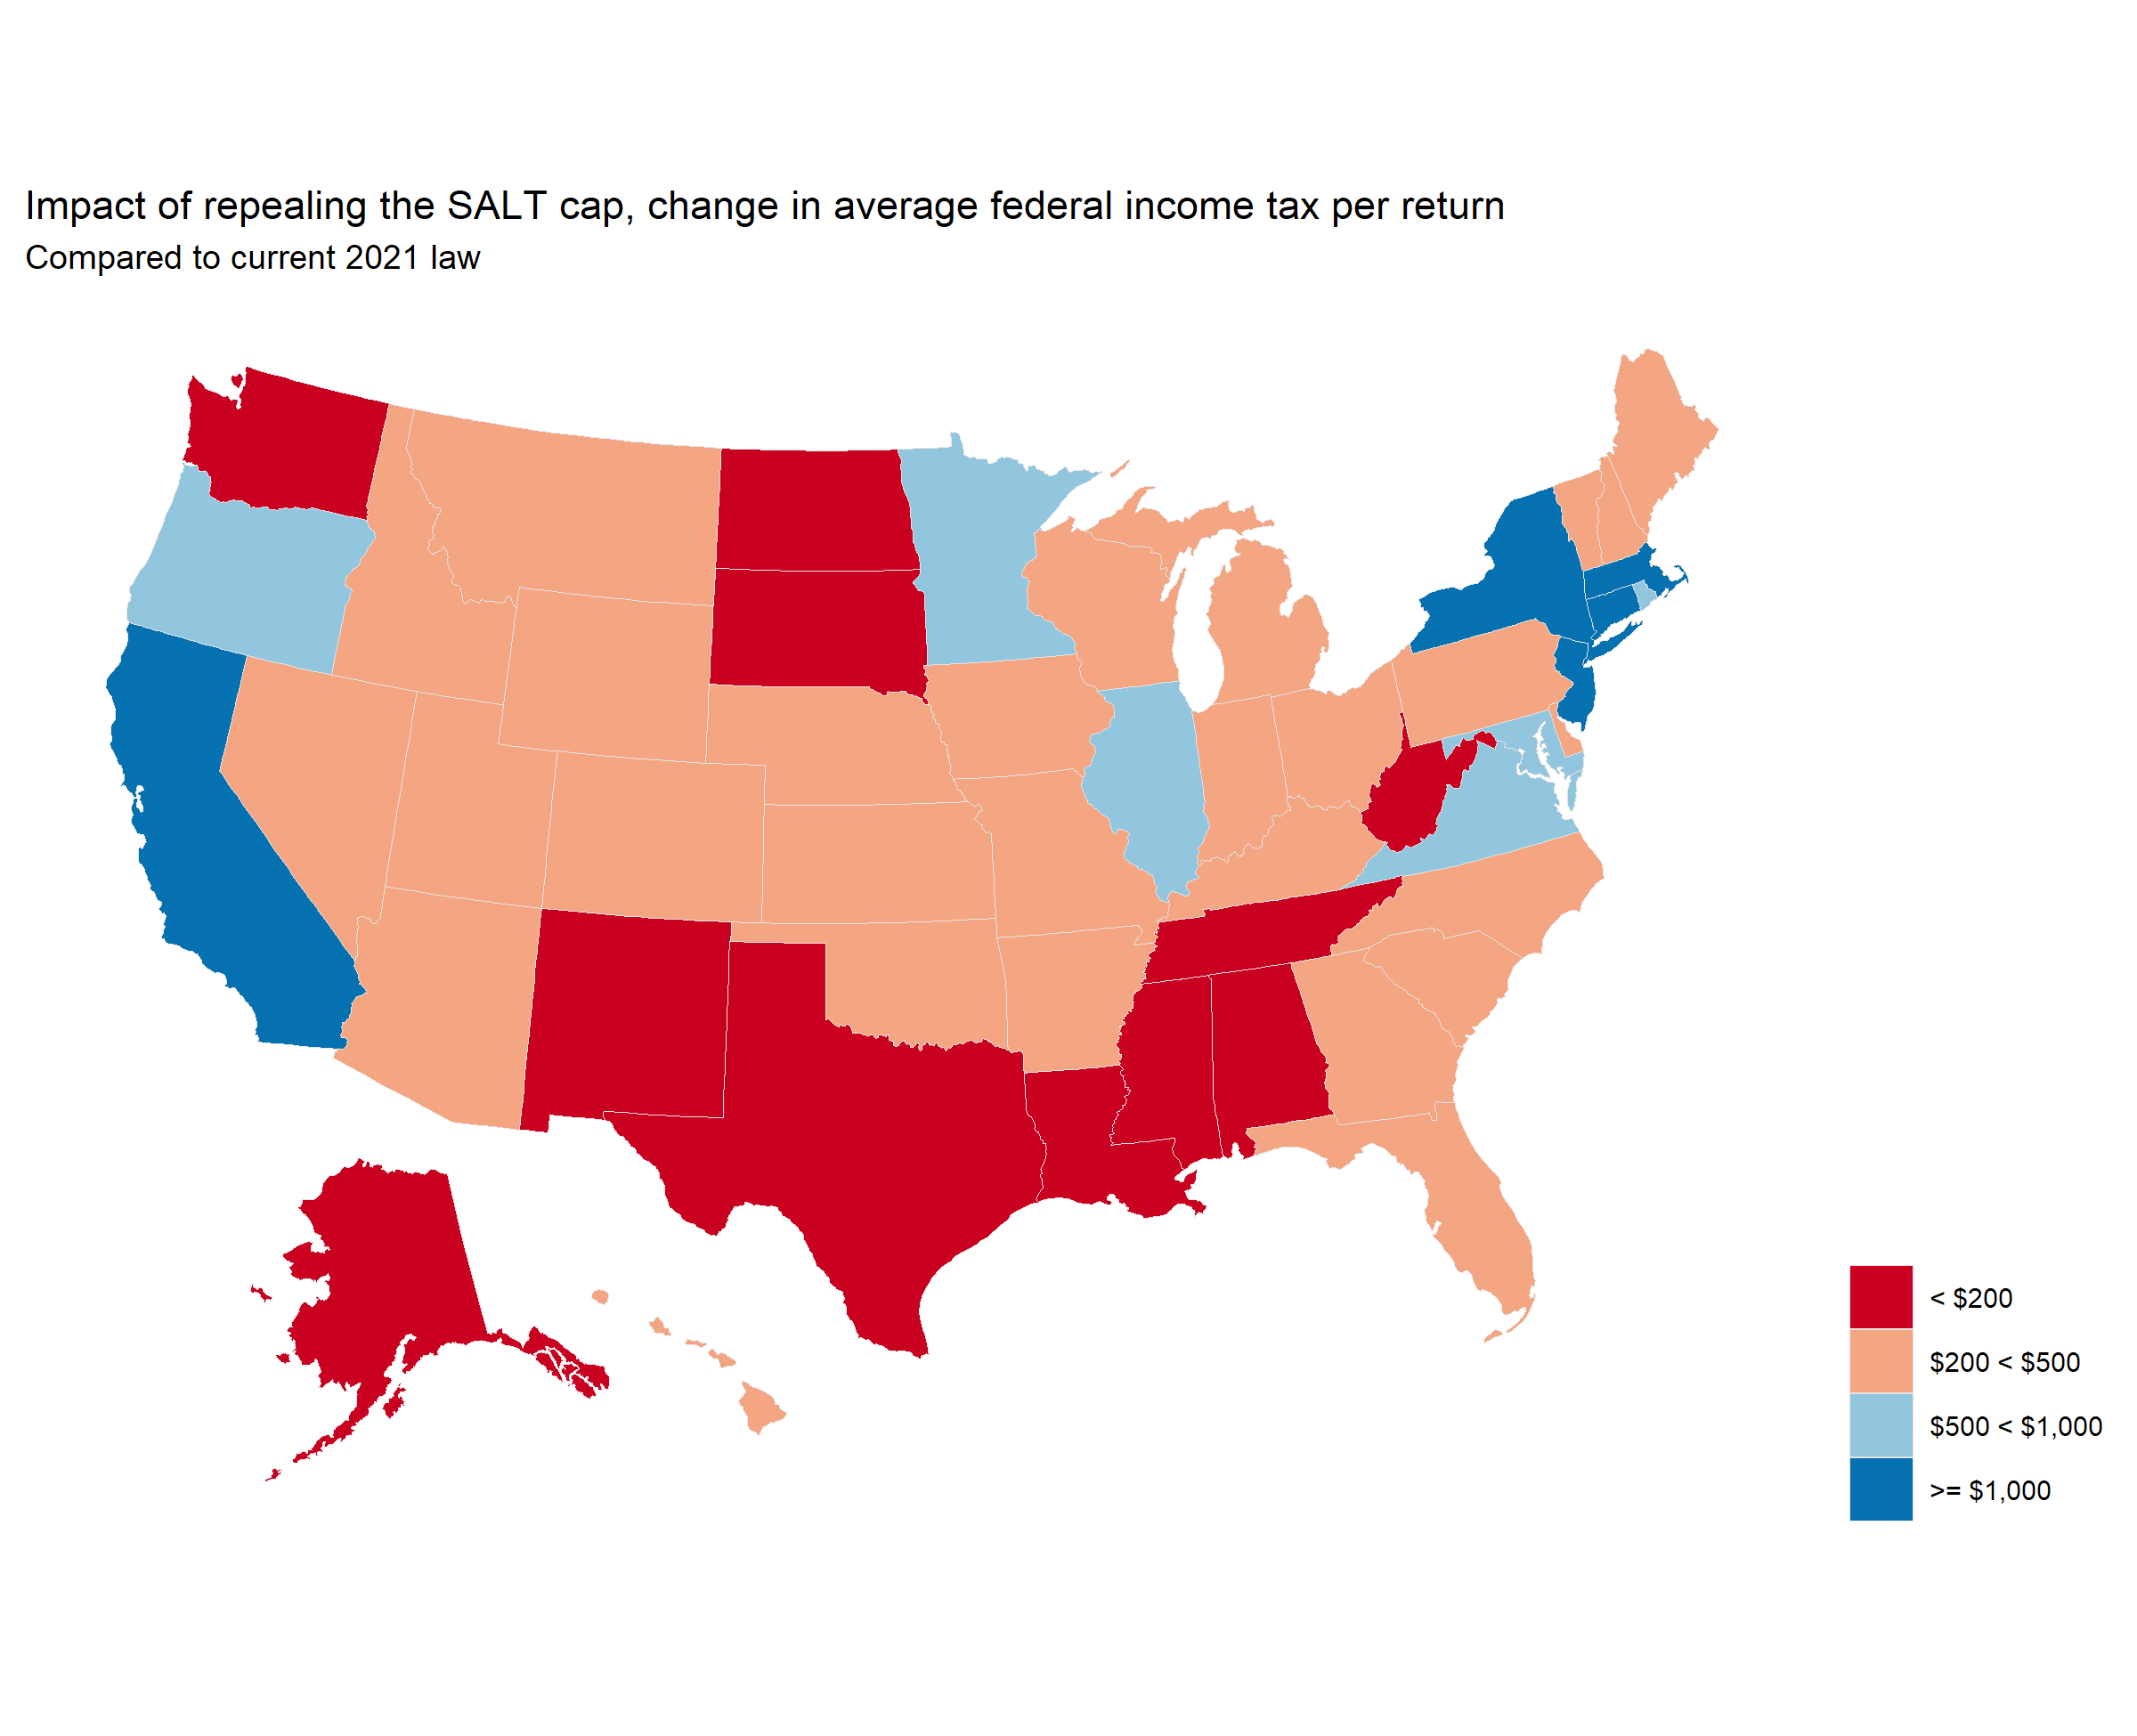 Impact of repealing the SALT cap, change in average federal income tax per return
Compared to current 2021 law
< $200
$200 < $500
$500 < $1,000
>= $1,000